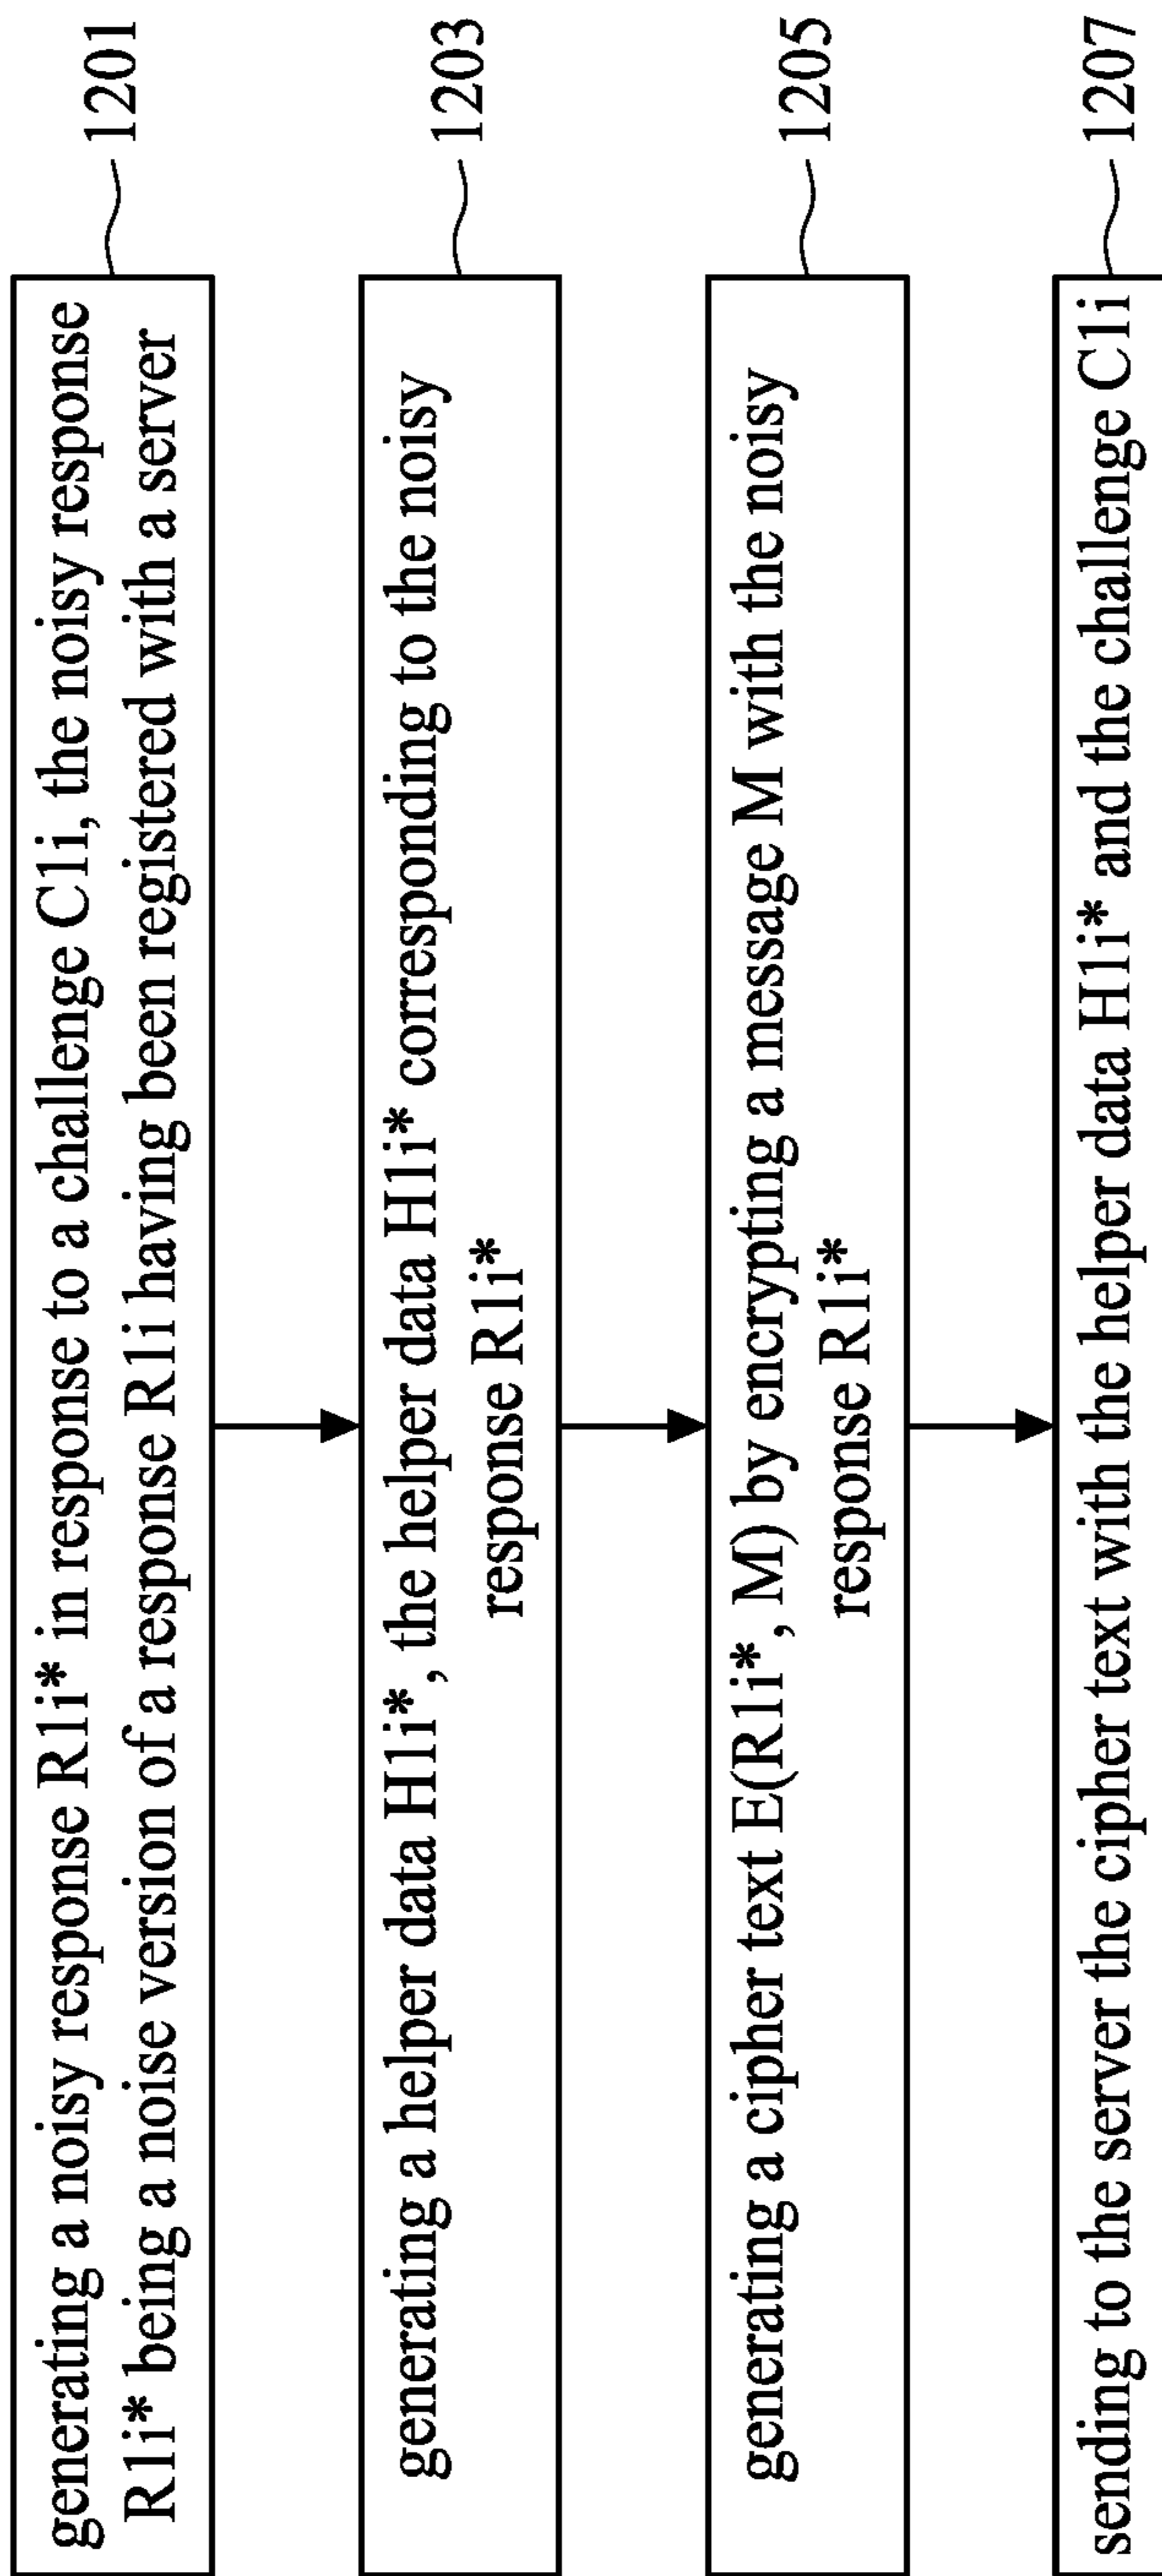 generating a noisy response R1i* in response to a challenge C1i, the noisy response
R1i* being a noise version of a response R1i having been registered with a server
1201
generating a helper data H1i*, the helper data H1i* corresponding to the noisy
response R1i*
1203
generating a cipher text E(R1i*, M) by encrypting a message M with the noisy
response R1i*
1205
sending to the server the cipher text with the helper data H1i* and the challenge C1i
1207